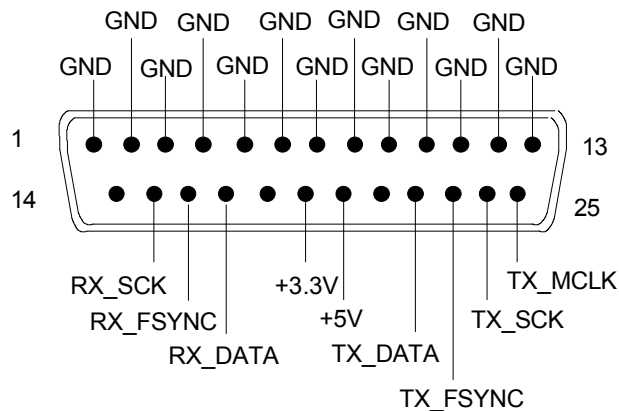 GND GND GND GND GND GND
GND GND GND GND GND GND GND
1 13
14 25
RX_SCK +3.3V TX_MCLK
RX_FSYNC +5V TX_SCK
RX_DATA TX_DATA
TX_FSYNC